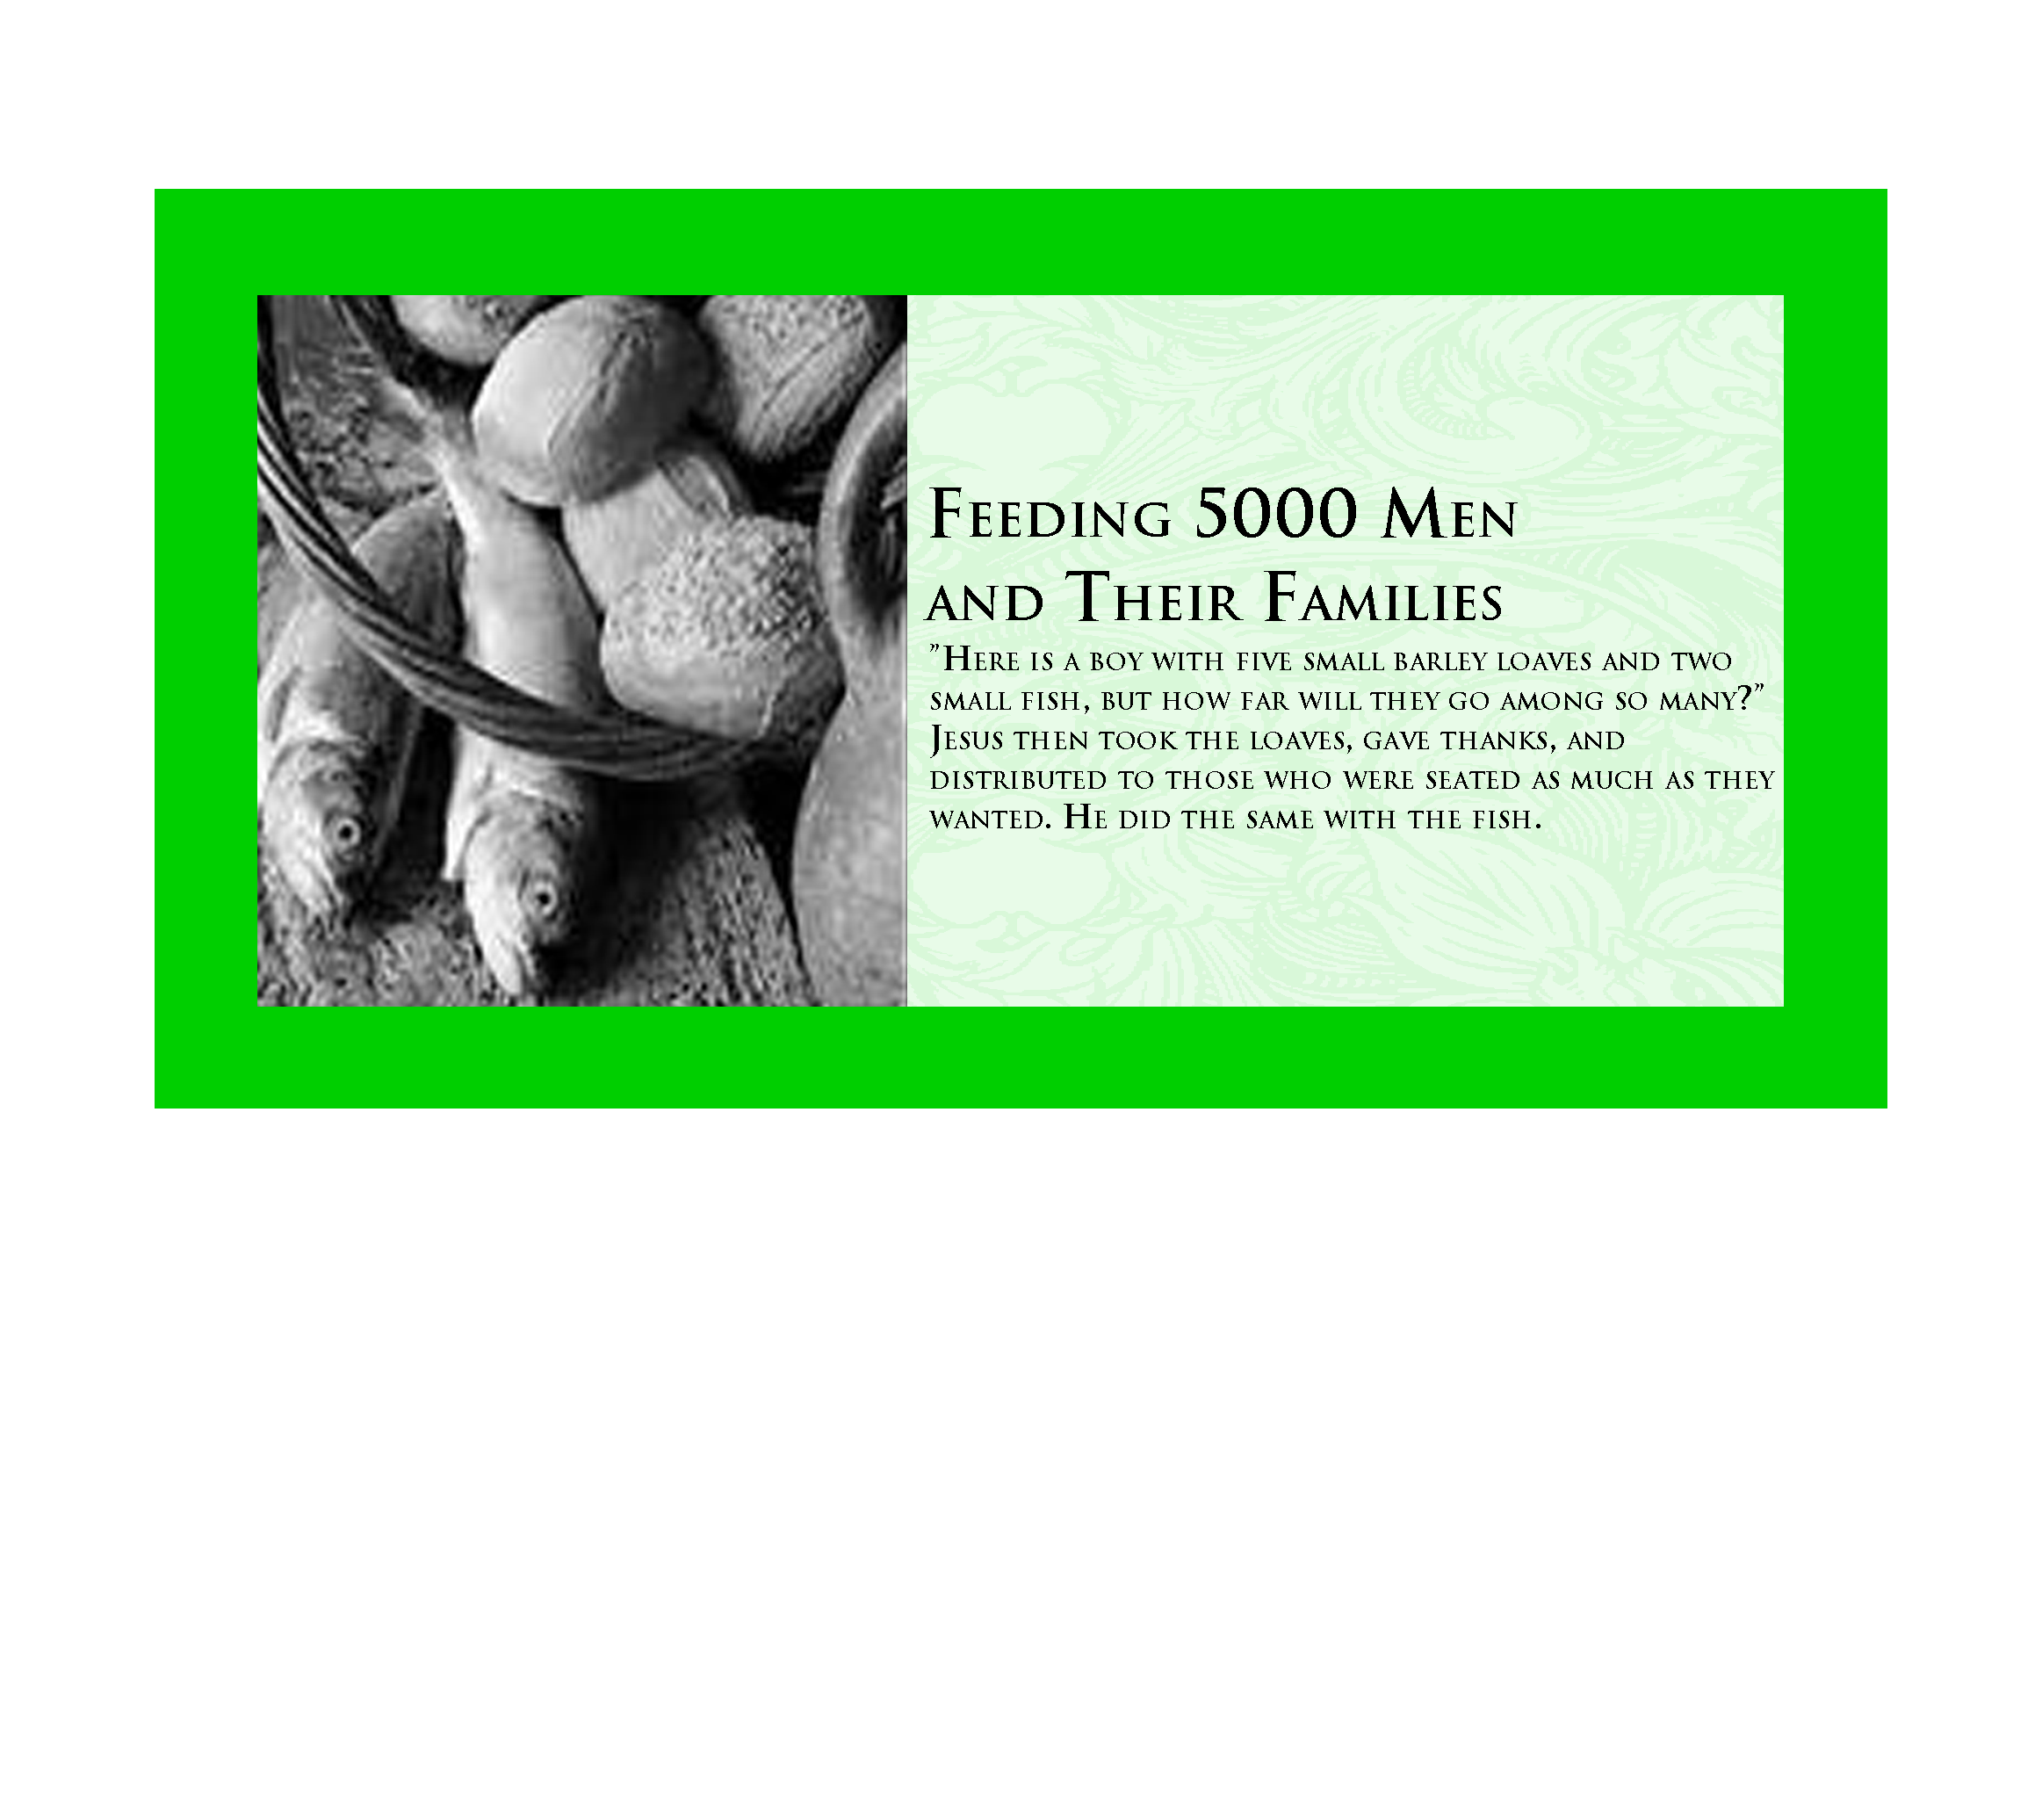 Feeding 5000 Men
and Their Families
”Here is a boy with five small barley loaves and two
small fish, but how far will they go among so many?”
Jesus then took the loaves, gave thanks, and
distributed to those who were seated as much as they
wanted. He did the same with the fish.